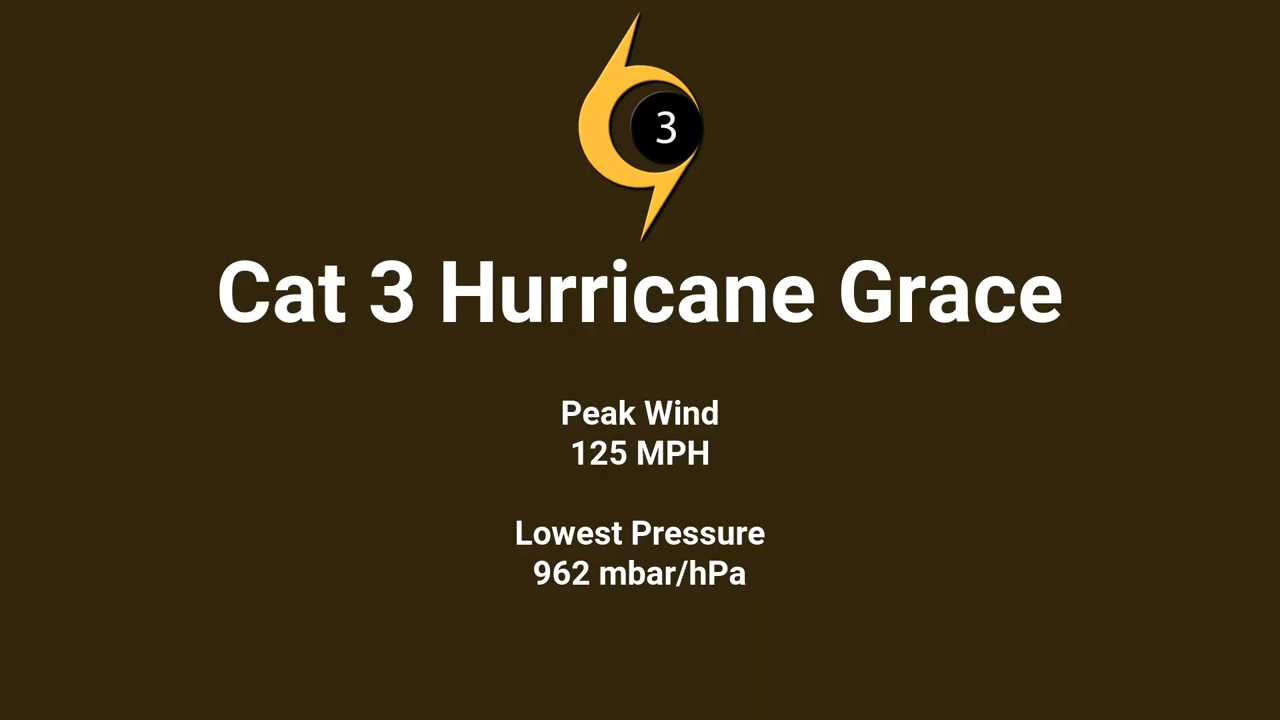 3
Cat 3 Hurricane Grace
Peak Wind
125 MPH
Lowest Pressure
962 mbar/hPa